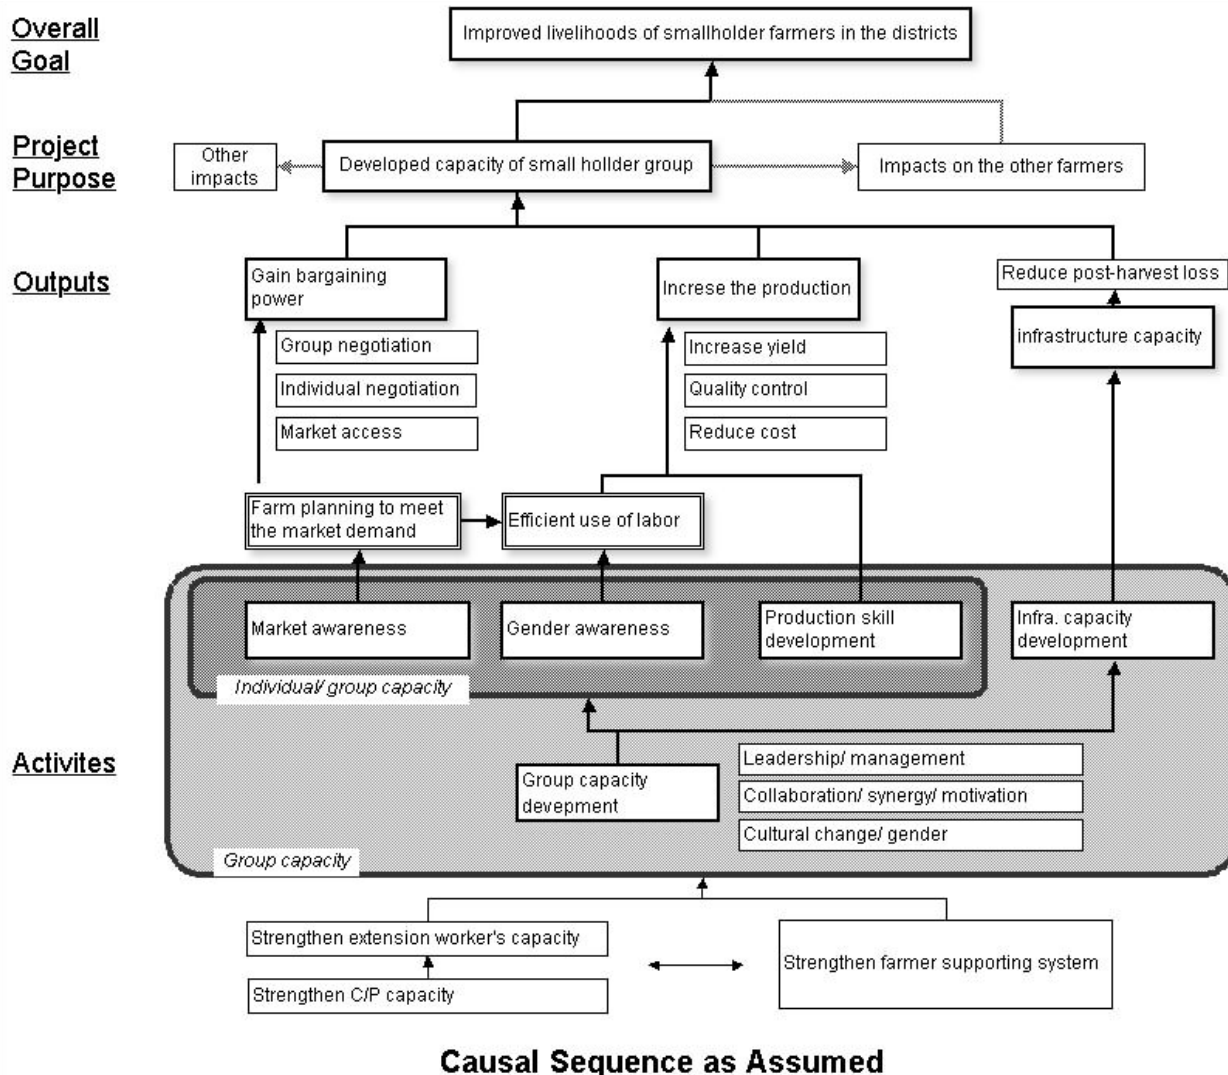 Overall
Goal
Improved livelihoods of smallholder farmers in the districts
Project
Purpose
Other
impacts
Developed capacity of small hollder group
Impacts on the other farmers
Outputs
Gain bargaining
power
Increse the production
Reduce post-harvest loss
infrastructure capacity
Group negotiation
Individual negotiation
Market access
Increase yield
Quality control
Reduce cost
Farm planning to meet
the market demand
Efficient use of labor
Market awareness
Gender awareness
Production skill
development
Infra. capacity
development
Individual/ group capacity
Activites
Group capacity
devepment
Leadership/ management
Collaboration/ synergy/ motivation
Cultural change/ gender
Group capacity
Strengthen extension worker's capacity
Strengthen C/P capacity
Strengthen farmer supporting system
Causal Sequence as Assumed